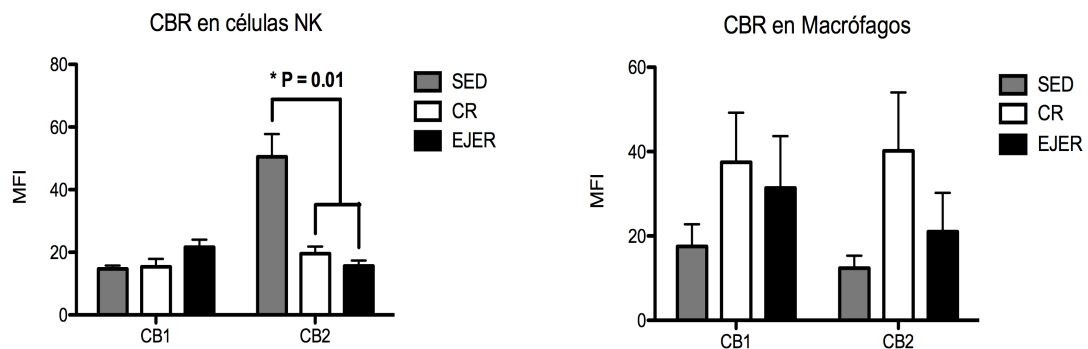 CBR en células NK
80
60
40
20
0
MFI
* P = 0.01
CB1
CB2
SED
CR
EJER
CBR en Macrófagos
60
40
20
0
MFI
CB1
CB2
SED
CR
EJER